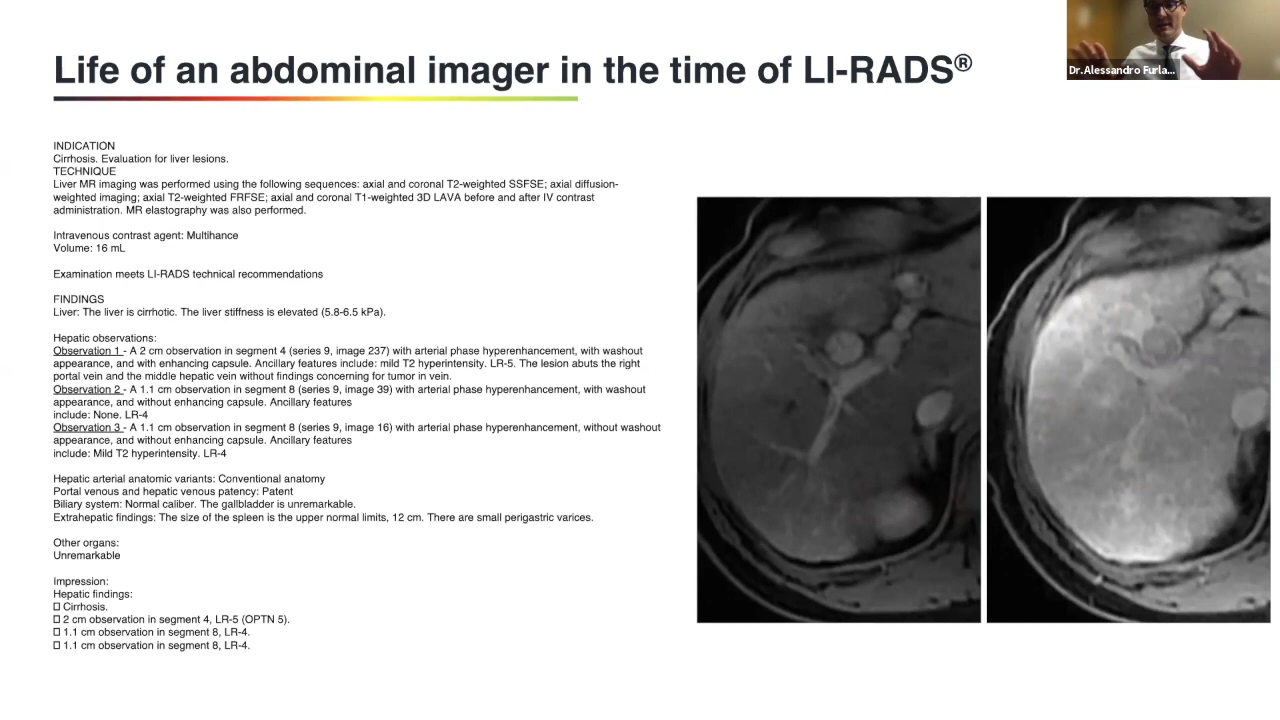 Life of an abdominal imager in the time of LI-RADS®
Dr.Alessandro Furla...
INDICATION
Cirrhosis. Evaluation for liver lesions.
TECHNIQUE
Liver MR imaging was performed using the following sequences: axial and coronal T2-weighted SSFSE; axial diffusion-
weighted imaging; axial T2-weighted FRFSE; axial and coronal T1-weighted 3D LAVA before and after IV contrast
administration. MR elastography was also performed.
Intravenous contrast agent: Multihance
Volume: 16 mL
Examination meets LI-RADS technical recommendations
FINDINGS
Liver: The liver is cirrhotic. The liver stiffness is elevated (5.8-6.5 kPa).
Hepatic observations:
Observation 1 - A 2 cm observation in segment 4 (series 9, image 237) with arterial phase hyperenhancement, with washout
appearance, and with enhancing capsule. Ancillary features include: mild T2 hyperintensity. LR-5. The lesion abuts the right
portal vein and the middle hepatic vein without findings concerning for tumor in vein.
Observation 2 - A 1.1 cm observation in segment 8 (series 9, image 39) with arterial phase hyperenhancement, with washout
appearance, and without enhancing capsule. Ancillary features
include: None. LR-4
Observation 3 - A 1.1 cm observation in segment 8 (series 9, image 16) with arterial phase hyperenhancement, without washout
appearance, and without enhancing capsule. Ancillary features
include: Mild T2 hyperintensity. LR-4
Hepatic arterial anatomic variants: Conventional anatomy
Portal venous and hepatic venous patency: Patent
Biliary system: Normal caliber. The gallbladder is unremarkable.
Extrahepatic findings: The size of the spleen is the upper normal limits, 12 cm. There are small perigastric varices.
Other organs:
Unremarkable
Impression:
Hepatic findings:
□ Cirrhosis.
□ 2 cm observation in segment 4, LR-5 (OPTN 5).
□ 1.1 cm observation in segment 8, LR-4.
□ 1.1 cm observation in segment 8, LR-4.